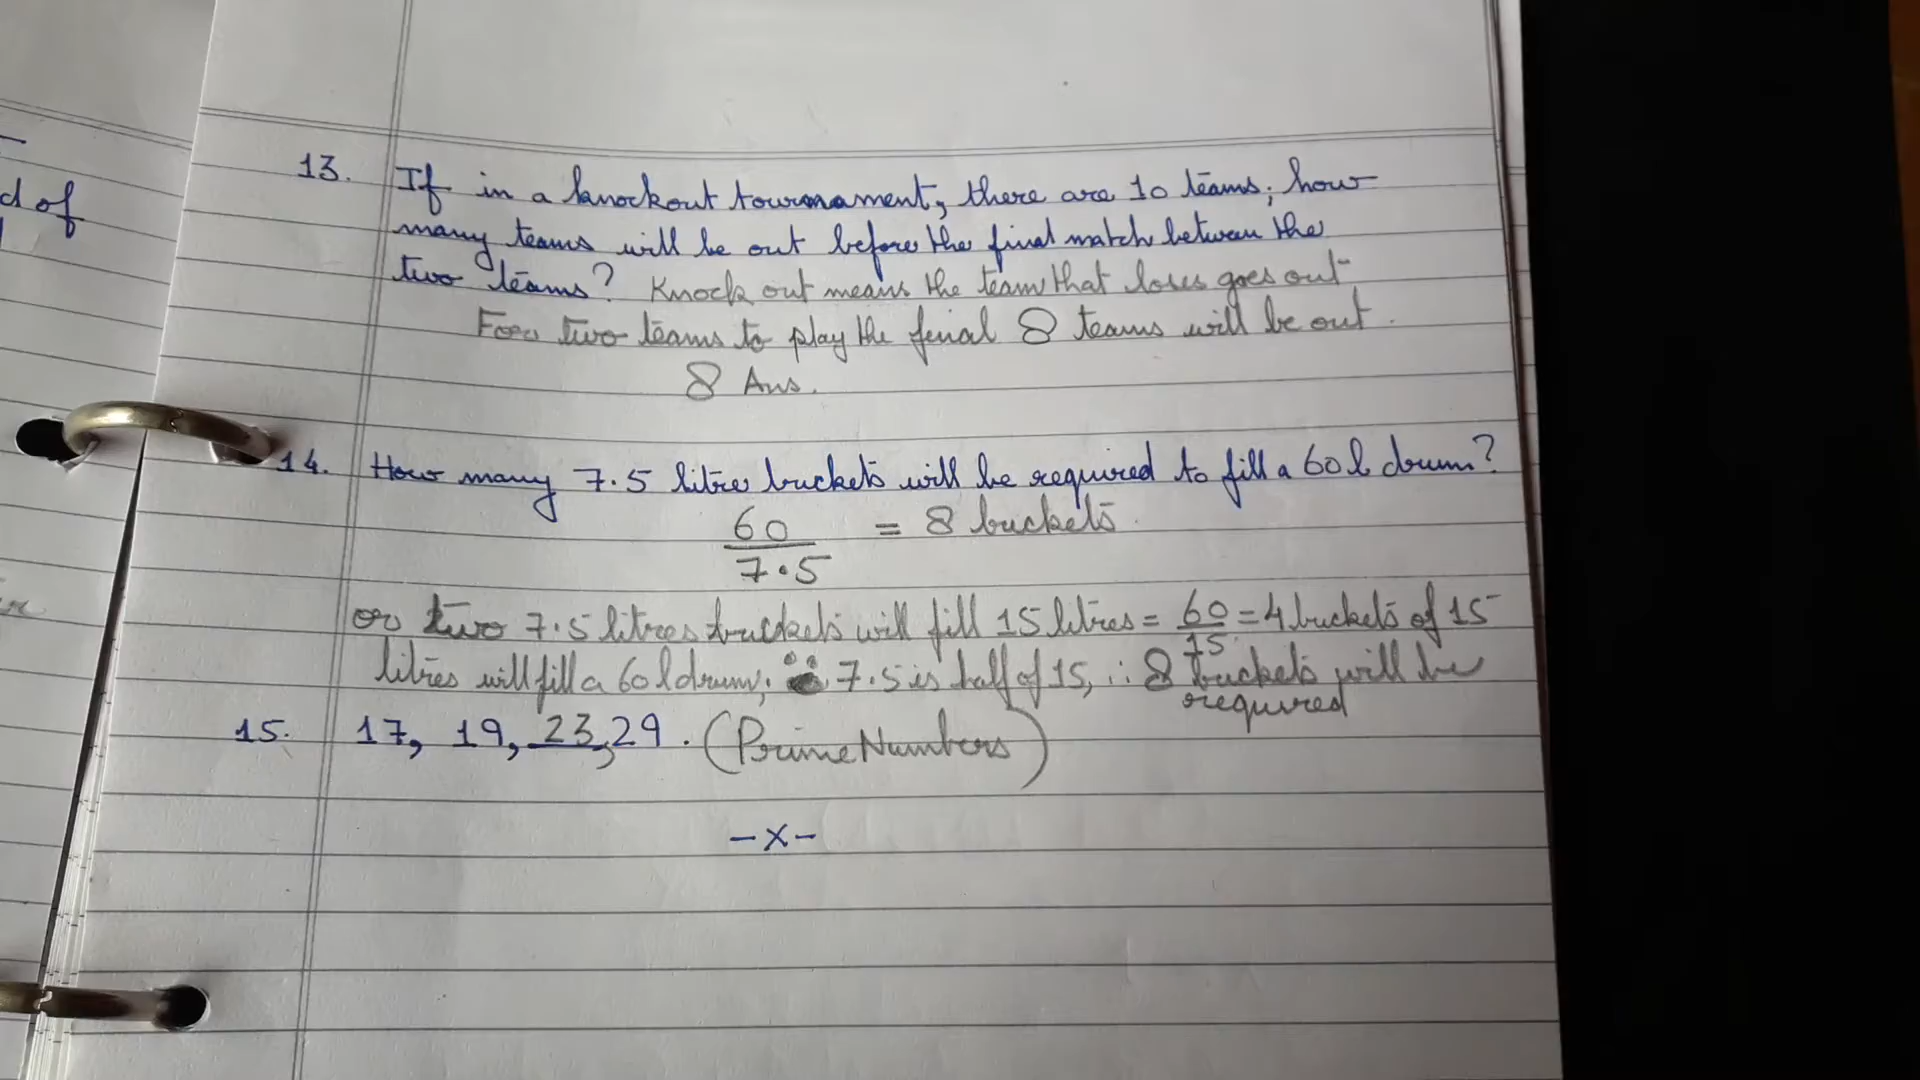 d of
13. If in a knockout tournament, there are 10 teams, how
many teams will be out before the final match between the
two teams? Knock out means the team that loses goes out.
For two teams to play the final 8 teams will be out.
8 Ans.
14. How many 7.5 litre buckets will be required to fill a 60 l drum?
60/7.5 = 8 buckets.
or two 7.5 litres buckets will fill 15 litres = 60/15 = 4 buckets of 15
litres will fill a 60 l drum, ∵ 7.5 is half of 15, ∴ 8 buckets will be
required
15. 17, 19, 23, 29. (Prime Numbers)
-x-